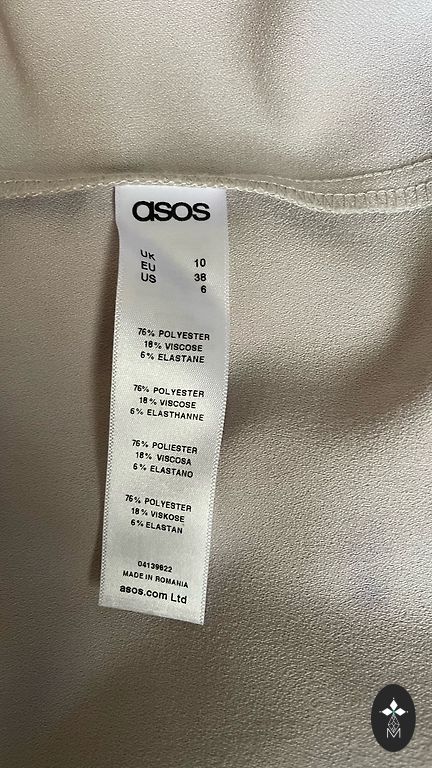 asos
UK 10
EU 38
US 6
76% POLYESTER
18% VISCOSE
6% ELASTANE
76% POLYESTER
18% VISCOSE
6% ELASTHANNE
76% POLIESTER
18% VISCOSA
6% ELASTANO
76% POLYESTER
18% VISKOSE
6% ELASTAN
04139822
MADE IN ROMANIA
asos.com Ltd
M